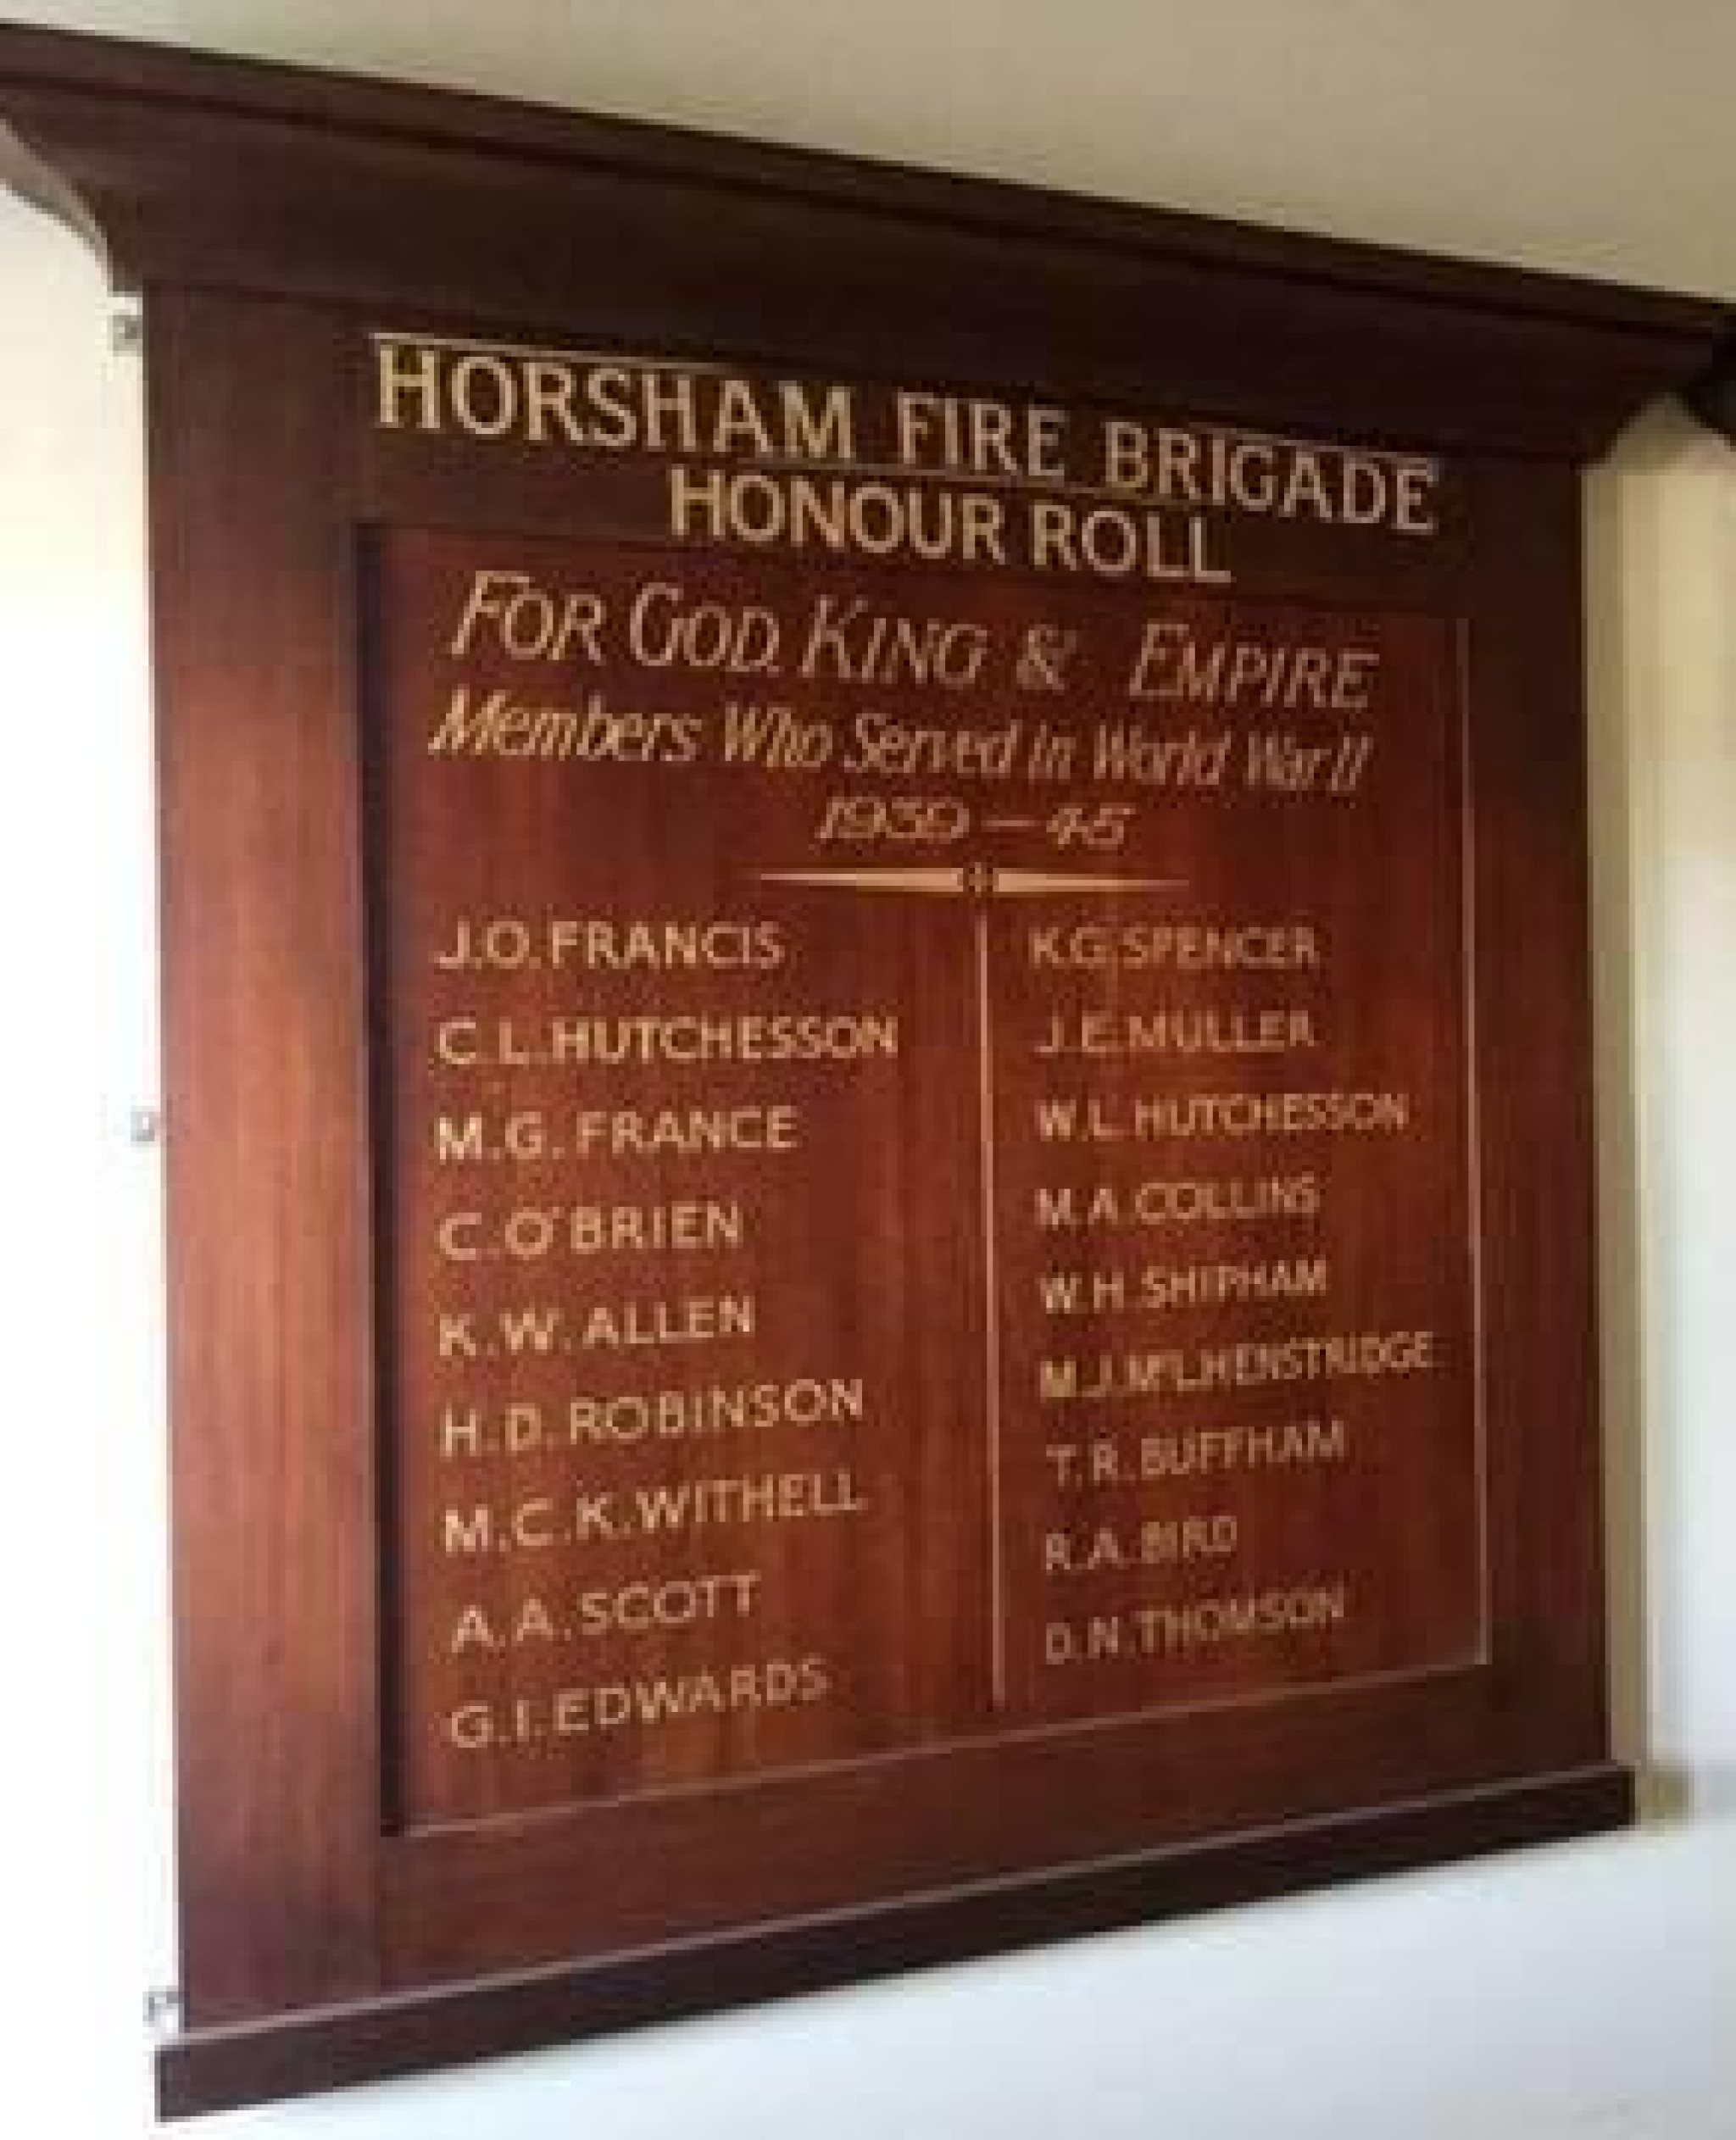 HORSHAM FIRE BRIGADE
HONOUR ROLL
FOR GOD. KING & EMPIRE
Members Who Served in World War II
1939 — 45
J.O. FRANCIS
C.L. HUTCHESSON
M.G. FRANCE
C. O'BRIEN
K.W. ALLEN
H.D. ROBINSON
M.C.K. WITHELL
A.A. SCOTT
G.I. EDWARDS
K.G. SPENCER
J.E. MULLER
W.L. HUTCHESSON
M.A. COLLINS
W.H. SHIPHAM
M.J. HENSTRIDGE
T.R. BUFFHAM
R.A. BIRD
D.N. THOMSON